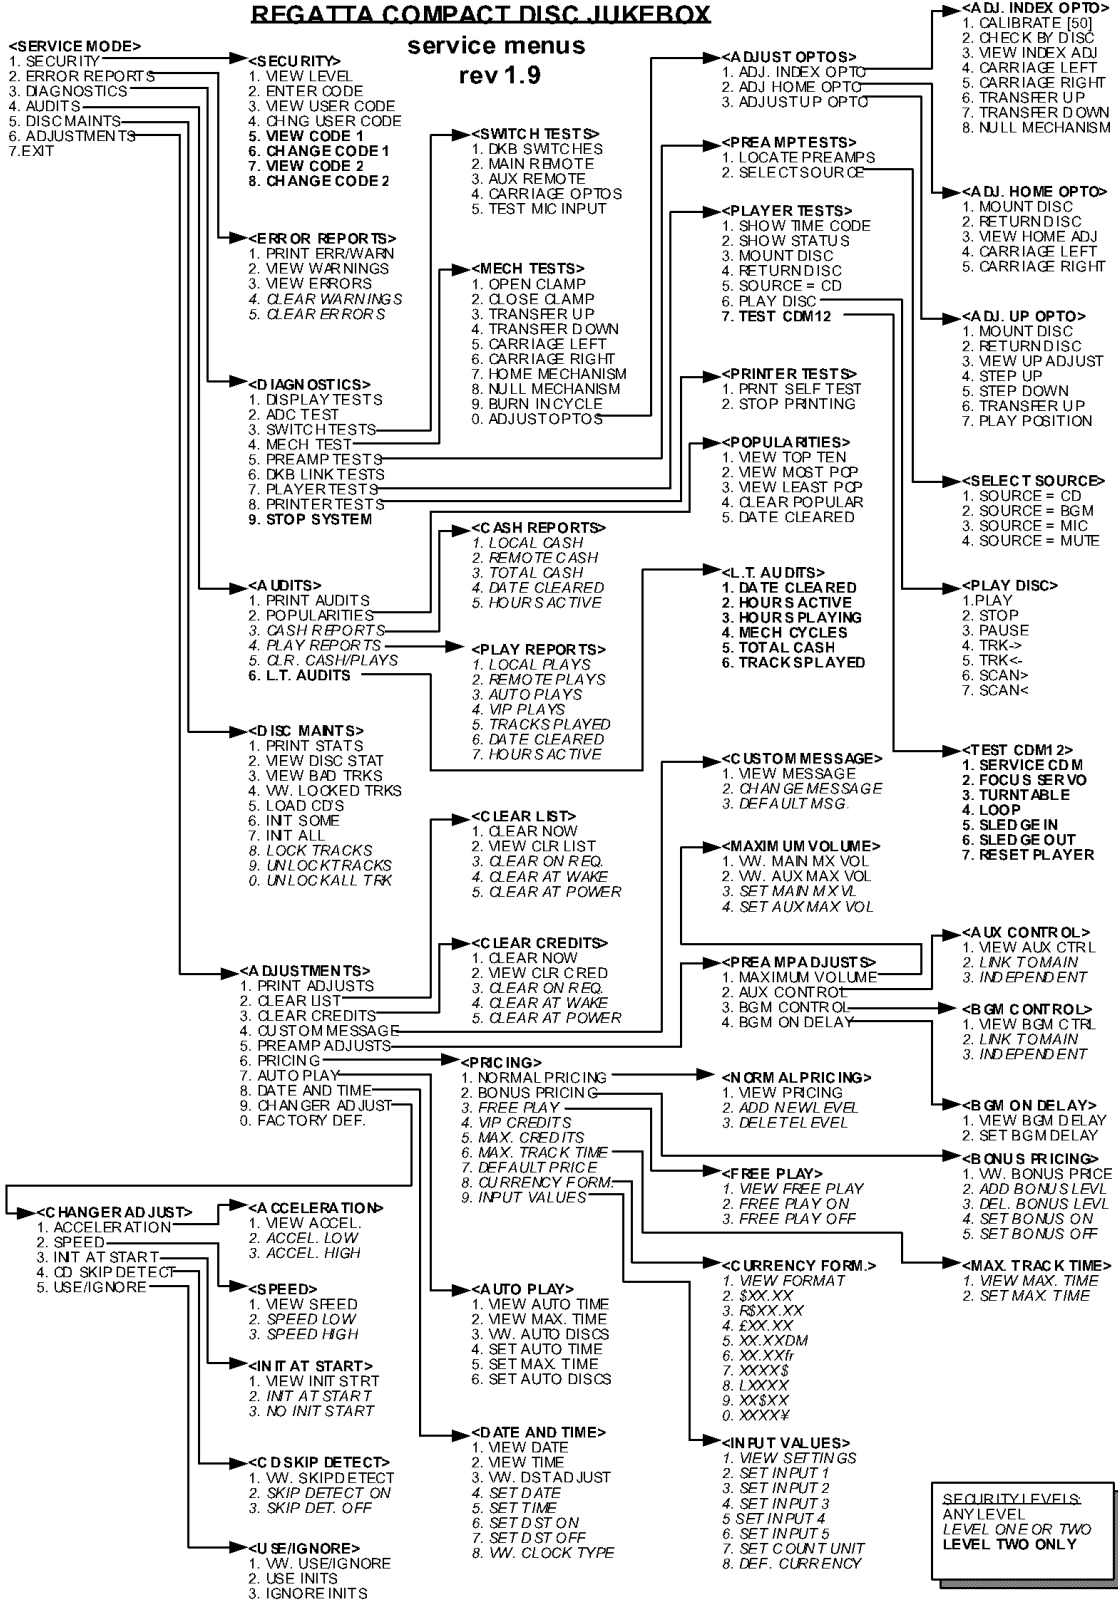 REGATTA COMPACT DISC JUKEBOX
service menus
rev 1.9
<SERVICE MODE>
1. SECURITY
2. ERROR REPORTS
3. DIAGNOSTICS
4. AUDITS
5. DISC MAINTS
6. ADJUSTMENTS
7. EXIT
<SECURITY>
1. VIEW LEVEL
2. ENTER CODE
3. VIEW USER CODE
4. CHNG USER CODE
5. VIEW CODE 1
6. CHANGE CODE 1
7. VIEW CODE 2
8. CHANGE CODE 2
<ERROR REPORTS>
1. PRINT ERR/WARN
2. VIEW WARNINGS
3. VIEW ERRORS
4. CLEAR WARNINGS
5. CLEAR ERRORS
<DIAGNOSTICS>
1. DISPLAY TESTS
2. ADC TEST
3. SWITCH TESTS
4. MECH TEST
5. PREAMP TESTS
6. DKB LINK TESTS
7. PLAYER TESTS
8. PRINTER TESTS
9. STOP SYSTEM
<AUDITS>
1. PRINT AUDITS
2. POPULARITIES
3. CASH REPORTS
4. PLAY REPORTS
5. CLR. CASH/PLAYS
6. L.T. AUDITS
<DISC MAINTS>
1. PRINT STATS
2. VIEW DISC STAT
3. VIEW BAD TRKS
4. VW. LOCKED TRKS
5. LOAD CD'S
6. INIT SOME
7. INIT ALL
8. LOCK TRACKS
9. UNLOCK TRACKS
0. UNLOCK ALL TRK
<ADJUSTMENTS>
1. PRINT ADJUSTS
2. CLEAR LIST
3. CLEAR CREDITS
4. CUSTOM MESSAGE
5. PREAMP ADJUSTS
6. PRICING
7. AUTO PLAY
8. DATE AND TIME
9. CHANGER ADJUST
0. FACTORY DEF.
<CHANGER ADJUST>
1. ACCELERATION
2. SPEED
3. INIT AT START
4. CD SKIP DETECT
5. USE/IGNORE
<ACCELERATION>
1. VIEW ACCEL.
2. ACCEL. LOW
3. ACCEL. HIGH
<SPEED>
1. VIEW SPEED
2. SPEED LOW
3. SPEED HIGH
<INIT AT START>
1. VIEW INIT STRT
2. INIT AT START
3. NO INIT START
<CD SKIP DETECT>
1. VW. SKIP DETECT
2. SKIP DETECT ON
3. SKIP DET. OFF
<USE/IGNORE>
1. VW. USE/IGNORE
2. USE INITS
3. IGNORE INITS
<SWITCH TESTS>
1. DKB SWITCHES
2. MAIN REMOTE
3. AUX REMOTE
4. CARRIAGE OPTOS
5. TEST MIC INPUT
<MECH TESTS>
1. OPEN CLAMP
2. CLOSE CLAMP
3. TRANSFER UP
4. TRANSFER DOWN
5. CARRIAGE LEFT
6. CARRIAGE RIGHT
7. HOME MECHANISM
8. NULL MECHANISM
9. BURN IN CYCLE
0. ADJUST OPTOS
<CASH REPORTS>
1. LOCAL CASH
2. REMOTE CASH
3. TOTAL CASH
4. DATE CLEARED
5. HOURS ACTIVE
<PLAY REPORTS>
1. LOCAL PLAYS
2. REMOTE PLAYS
3. AUTO PLAYS
4. VIP PLAYS
5. TRACKS PLAYED
6. DATE CLEARED
7. HOURS ACTIVE
<CLEAR LIST>
1. CLEAR NOW
2. VIEW CLR LIST
3. CLEAR ON REQ.
4. CLEAR AT WAKE
5. CLEAR AT POWER
<CLEAR CREDITS>
1. CLEAR NOW
2. VIEW CLR CRED
3. CLEAR ON REQ.
4. CLEAR AT WAKE
5. CLEAR AT POWER
<PRICING>
1. NORMAL PRICING
2. BONUS PRICING
3. FREE PLAY
4. VIP CREDITS
5. MAX. CREDITS
6. MAX. TRACK TIME
7. DEFAULT PRICE
8. CURRENCY FORM.
9. INPUT VALUES
<AUTO PLAY>
1. VIEW AUTO TIME
2. VIEW MAX. TIME
3. VW. AUTO DISCS
4. SET AUTO TIME
5. SET MAX. TIME
6. SET AUTO DISCS
<DATE AND TIME>
1. VIEW DATE
2. VIEW TIME
3. VW. DST ADJUST
4. SET DATE
5. SET TIME
6. SET DST ON
7. SET DST OFF
8. VW. CLOCK TYPE
<ADJUST OPTOS>
1. ADJ. INDEX OPTO
2. ADJ HOME OPTO
3. ADJUST UP OPTO
<PREAMP TESTS>
1. LOCATE PREAMPS
2. SELECT SOURCE
<PLAYER TESTS>
1. SHOW TIME CODE
2. SHOW STATUS
3. MOUNT DISC
4. RETURN DISC
5. SOURCE = CD
6. PLAY DISC
7. TEST CDM12
<PRINTER TESTS>
1. PRNT SELF TEST
2. STOP PRINTING
<POPULARITIES>
1. VIEW TOP TEN
2. VIEW MOST POP
3. VIEW LEAST POP
4. CLEAR POPULAR
5. DATE CLEARED
<L.T. AUDITS>
1. DATE CLEARED
2. HOURS ACTIVE
3. HOURS PLAYING
4. MECH CYCLES
5. TOTAL CASH
6. TRACKS PLAYED
<CUSTOM MESSAGE>
1. VIEW MESSAGE
2. CHANGE MESSAGE
3. DEFAULT MSG.
<MAXIMUM VOLUME>
1. VW. MAIN MX VOL
2. VW. AUX MAX VOL
3. SET MAIN MX VL
4. SET AUX MAX VOL
<PREAMP ADJUSTS>
1. MAXIMUM VOLUME
2. AUX CONTROL
3. BGM CONTROL
4. BGM ON DELAY
<NORMAL PRICING>
1. VIEW PRICING
2. ADD NEW LEVEL
3. DELETE LEVEL
<FREE PLAY>
1. VIEW FREE PLAY
2. FREE PLAY ON
3. FREE PLAY OFF
<CURRENCY FORM.>
1. VIEW FORMAT
2. $XX.XX
3. R$XX.XX
4. £XX.XX
5. XX.XXDM
6. XX.XXfr
7. XXXX$
8. LXXXX
9. XX$XX
0. XXXX¥
<INPUT VALUES>
1. VIEW SETTINGS
2. SET INPUT 1
3. SET INPUT 2
4. SET INPUT 3
5 SET INPUT 4
6. SET INPUT 5
7. SET COUNT UNIT
8. DEF. CURRENCY
<ADJ. INDEX OPTO>
1. CALIBRATE [50]
2. CHECK BY DISC
3. VIEW INDEX ADJ
4. CARRIAGE LEFT
5. CARRIAGE RIGHT
6. TRANSFER UP
7. TRANSFER DOWN
8. NULL MECHANISM
<ADJ. HOME OPTO>
1. MOUNT DISC
2. RETURN DISC
3. VIEW HOME ADJ
4. CARRIAGE LEFT
5. CARRIAGE RIGHT
<ADJ. UP OPTO>
1. MOUNT DISC
2. RETURN DISC
3. VIEW UP ADJUST
4. STEP UP
5. STEP DOWN
6. TRANSFER UP
7. PLAY POSITION
<SELECT SOURCE>
1. SOURCE = CD
2. SOURCE = BGM
3. SOURCE = MIC
4. SOURCE = MUTE
<PLAY DISC>
1.PLAY
2. STOP
3. PAUSE
4. TRK->
5. TRK<-
6. SCAN>
7. SCAN<
<TEST CDM12>
1. SERVICE CDM
2. FOCUS SERVO
3. TURNTABLE
4. LOOP
5. SLEDGE IN
6. SLEDGE OUT
7. RESET PLAYER
<AUX CONTROL>
1. VIEW AUX CTRL
2. LINK TO MAIN
3. INDEPENDENT
<BGM CONTROL>
1. VIEW BGM CTRL
2. LINK TO MAIN
3. INDEPENDENT
<BGM ON DELAY>
1. VIEW BGM DELAY
2. SET BGM DELAY
<BONUS PRICING>
1. VW. BONUS PRICE
2. ADD BONUS LEVL
3. DEL. BONUS LEVL
4. SET BONUS ON
5. SET BONUS OFF
<MAX. TRACK TIME>
1. VIEW MAX. TIME
2. SET MAX. TIME
SECURITY LEVELS:
ANY LEVEL
LEVEL ONE OR TWO
LEVEL TWO ONLY